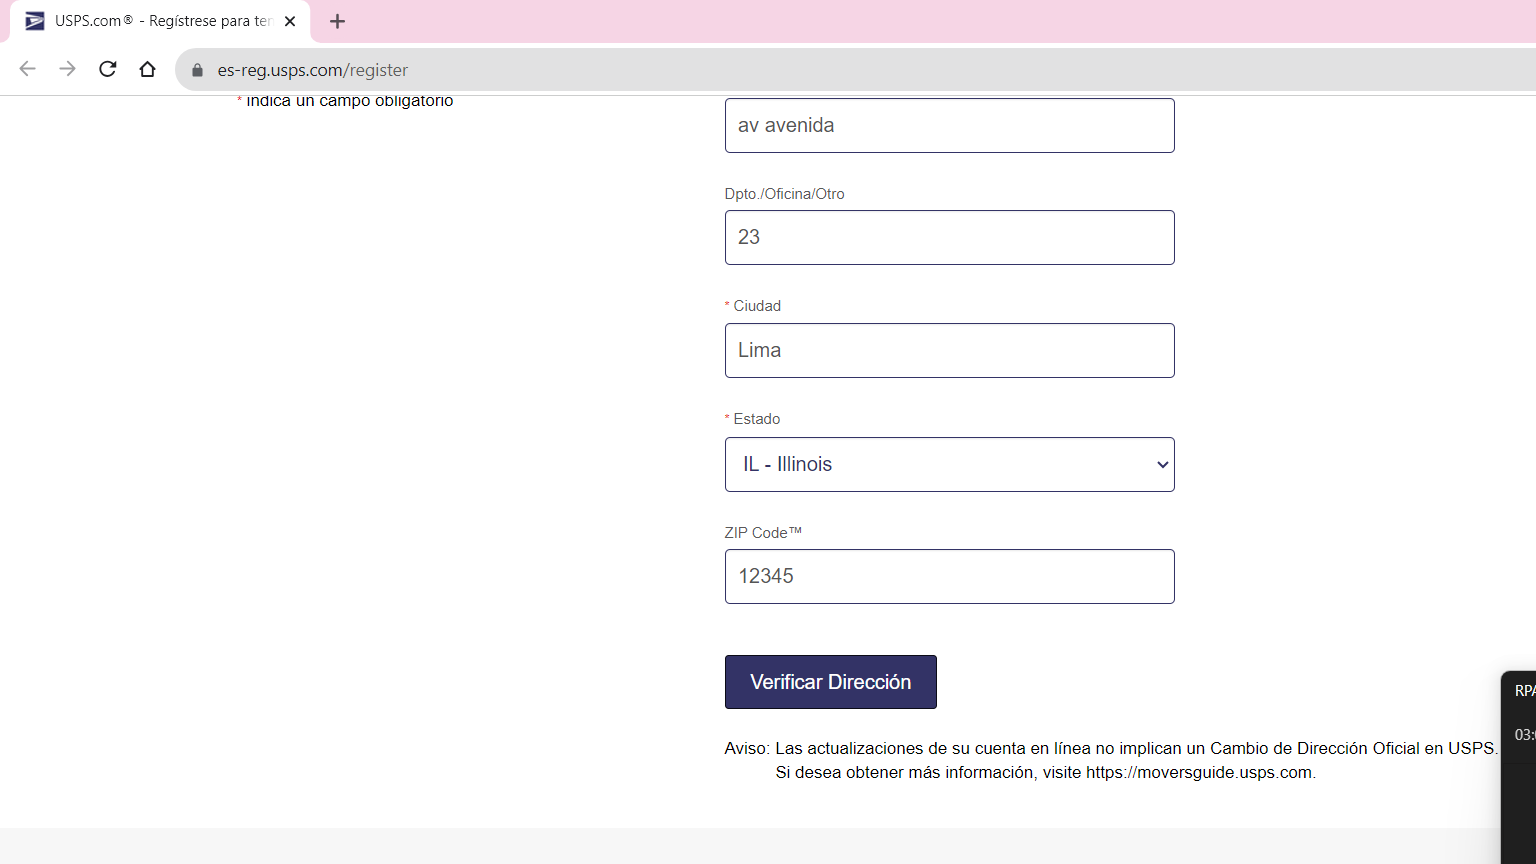 USPS.com® - Regístrese para ten
es-reg.usps.com/register
* indica un campo obligatorio
av avenida
Dpto./Oficina/Otro
23
* Ciudad
Lima
* Estado
IL - Illinois
ZIP Code™
12345
Verificar Dirección
RPA
Aviso: Las actualizaciones de su cuenta en línea no implican un Cambio de Dirección Oficial en USPS.
03:
Si desea obtener más información, visite https://moversguide.usps.com.